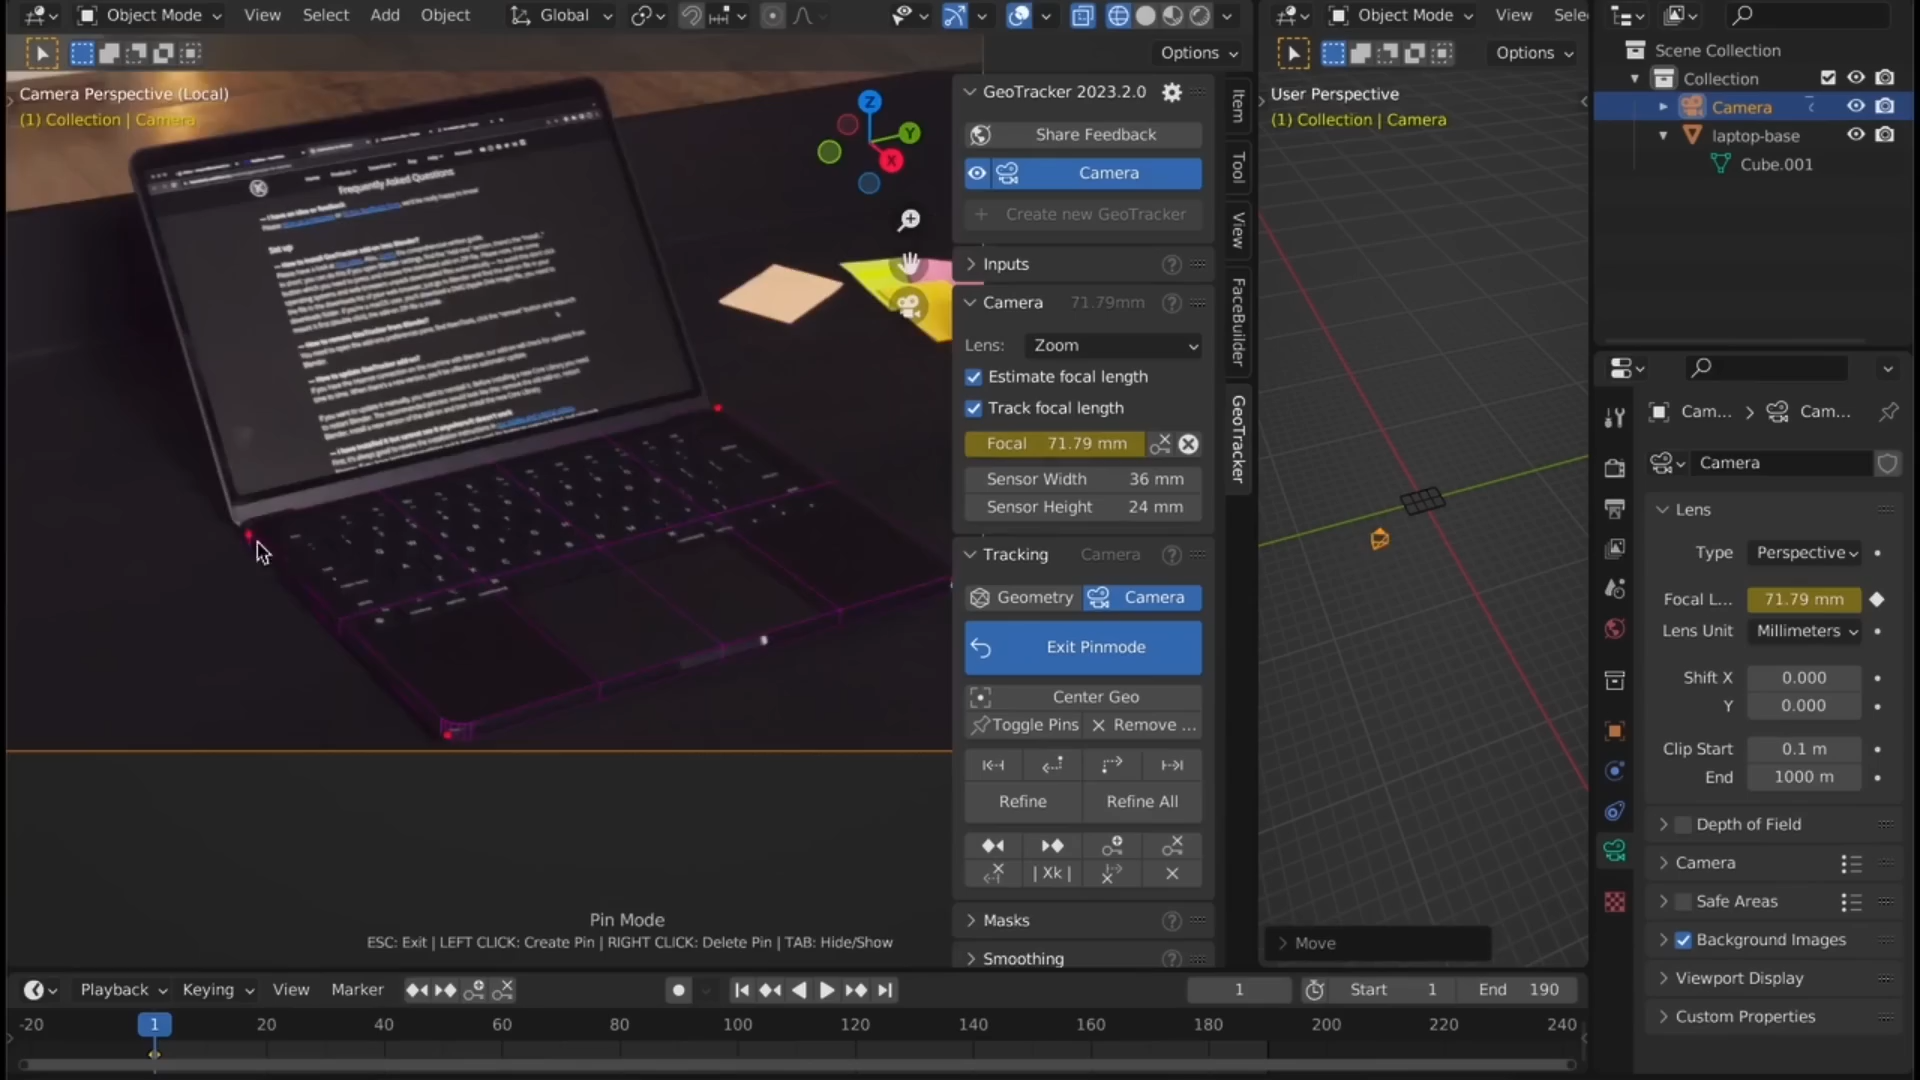 Object Mode
View
Select
Add
Object
Global
Options
Camera Perspective (Local)
(1) Collection | Camera
Frequently Asked Questions
Set up
Z
Y
X
GeoTracker 2023.2.0
Share Feedback
Camera
Create new GeoTracker
Inputs
Camera
71.79mm
Lens:
Zoom
Estimate focal length
Track focal length
Focal 71.79 mm
Sensor Width 36 mm
Sensor Height 24 mm
Tracking
Camera
Geometry
Camera
Exit Pinmode
Center Geo
Toggle Pins
Remove ...
Refine
Refine All
| Xk |
Masks
Smoothing
Item
Tool
View
FaceBuilder
GeoTracker
Pin Mode
ESC: Exit | LEFT CLICK: Create Pin | RIGHT CLICK: Delete Pin | TAB: Hide/Show
Object Mode
View
Sele
Options
User Perspective
(1) Collection | Camera
Move
Scene Collection
Collection
Camera
laptop-base
Cube.001
Cam...
Cam...
Camera
Lens
Type Perspective
Focal L... 71.79 mm
Lens Unit Millimeters
Shift X 0.000
Y 0.000
Clip Start 0.1 m
End 1000 m
Depth of Field
Camera
Safe Areas
Background Images
Viewport Display
Custom Properties
Playback
Keying
View
Marker
1
Start 1
End 190
-20 1 20 40 60 80 100 120 140 160 180 200 220 240